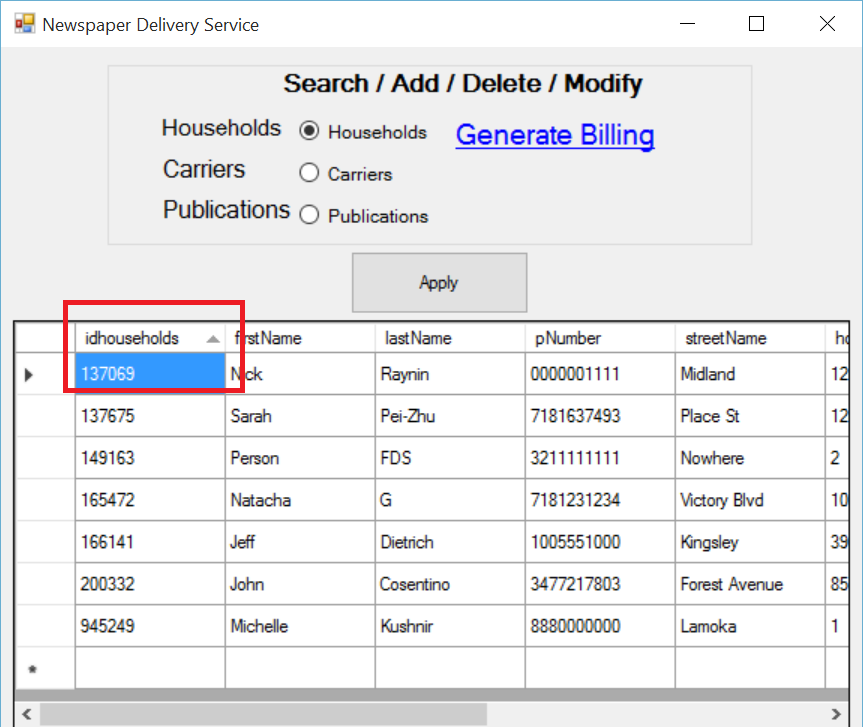 Newspaper Delivery Service
Search / Add / Delete / Modify
Households Households Generate Billing
Carriers Carriers
Publications Publications
Apply
idhouseholds firstName lastName pNumber streetName
137069 Nick Raynin 0000001111 Midland 12
137675 Sarah Pei-Zhu 7181637493 Place St 12
149163 Person FDS 3211111111 Nowhere 2
165472 Natacha G 7181231234 Victory Blvd 10
166141 Jeff Dietrich 1005551000 Kingsley 39
200332 John Cosentino 3477217803 Forest Avenue 85
945249 Michelle Kushnir 8880000000 Lamoka 1